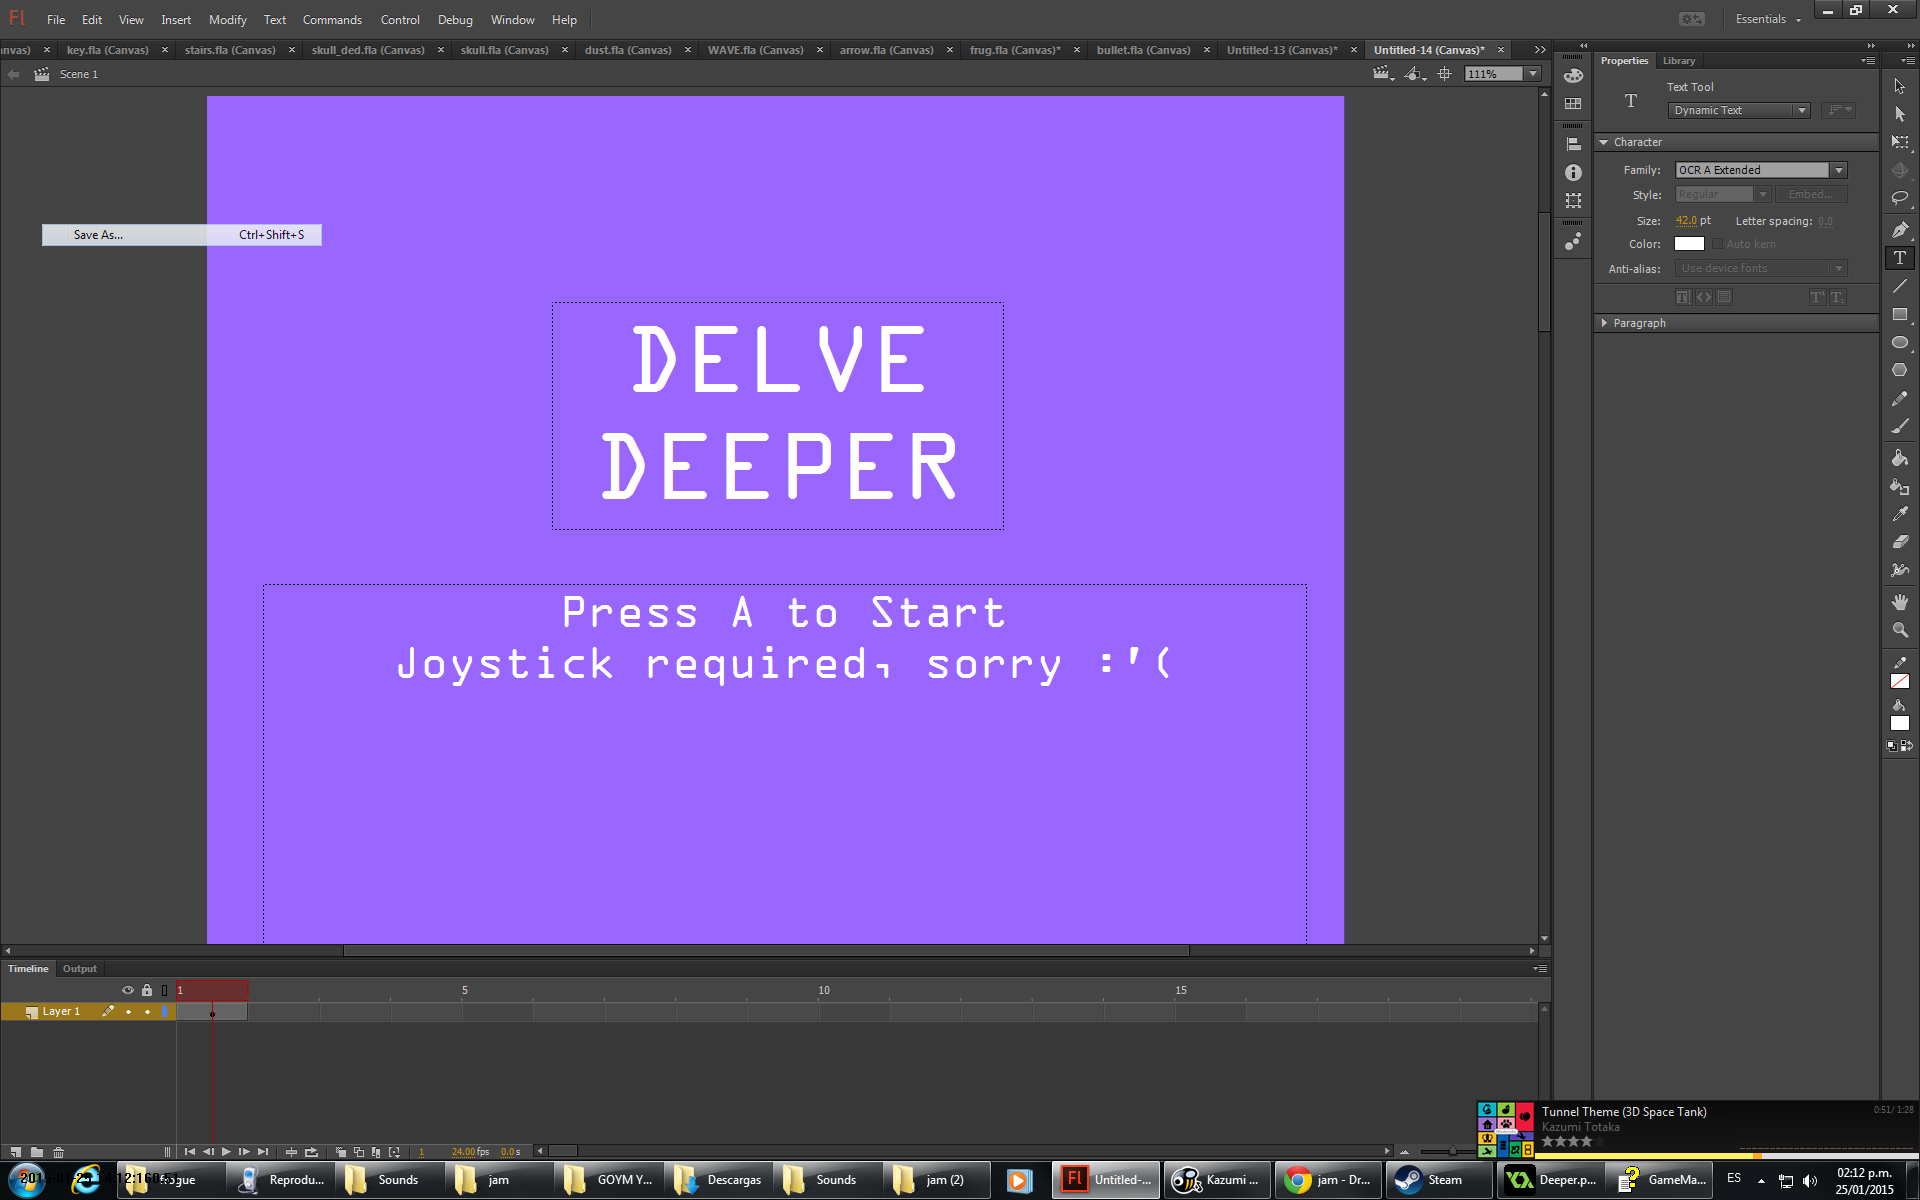 Fl File Edit View Insert Modify Text Commands Control Debug Window Help Essentials
nvas) × key.fla (Canvas) × stairs.fla (Canvas) × skull_ded.fla (Canvas) × skull.fla (Canvas) × dust.fla (Canvas) × WAVE.fla (Canvas) × arrow.fla (Canvas) × frug.fla (Canvas)* × bullet.fla (Canvas) × Untitled-13 (Canvas)* × Untitled-14 (Canvas)* ×
Scene 1 111%
Properties Library
Text Tool
T Dynamic Text
Character
Family: OCR A Extended
Style: Regular Embed...
Size: 42.0 pt Letter spacing: 0.0
Color: Auto kern
Anti-alias: Use device fonts
Paragraph
Save As... Ctrl+Shift+S
DELVE
DEEPER
Press A to Start
Joystick required, sorry :'(
Timeline Output
1 5 10 15
Layer 1
1 24.00 fps 0.0 s
Tunnel Theme (3D Space Tank) 0:51/ 1:28
Kazumi Totaka
Reprodu... Sounds jam GOYM Y... Descargas Sounds jam (2) Fl Untitled-... Kazumi ... jam - Dr... Steam Deeper.p... GameMa... ES 02:12 p.m.
25/01/2015